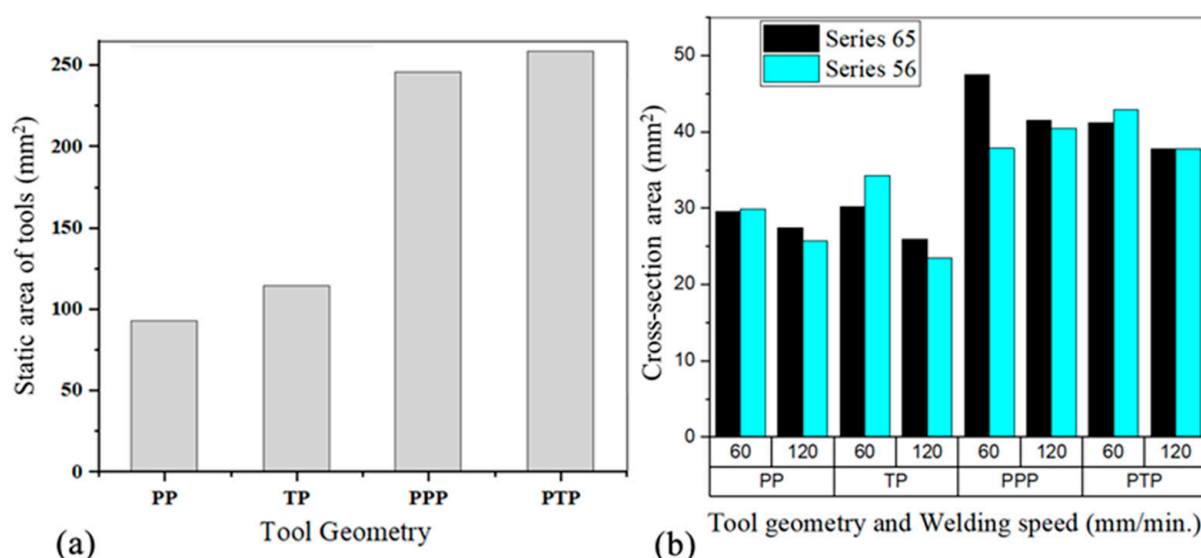 250
200
150
100
50
0
Static area of tools (mm²)
PP TP PPP PTP
Tool Geometry
(a)
Series 65
Series 56
50
40
30
20
10
0
Cross-section area (mm²)
60 120 60 120 60 120 60 120
PP TP PPP PTP
Tool geometry and Welding speed (mm/min.)
(b)